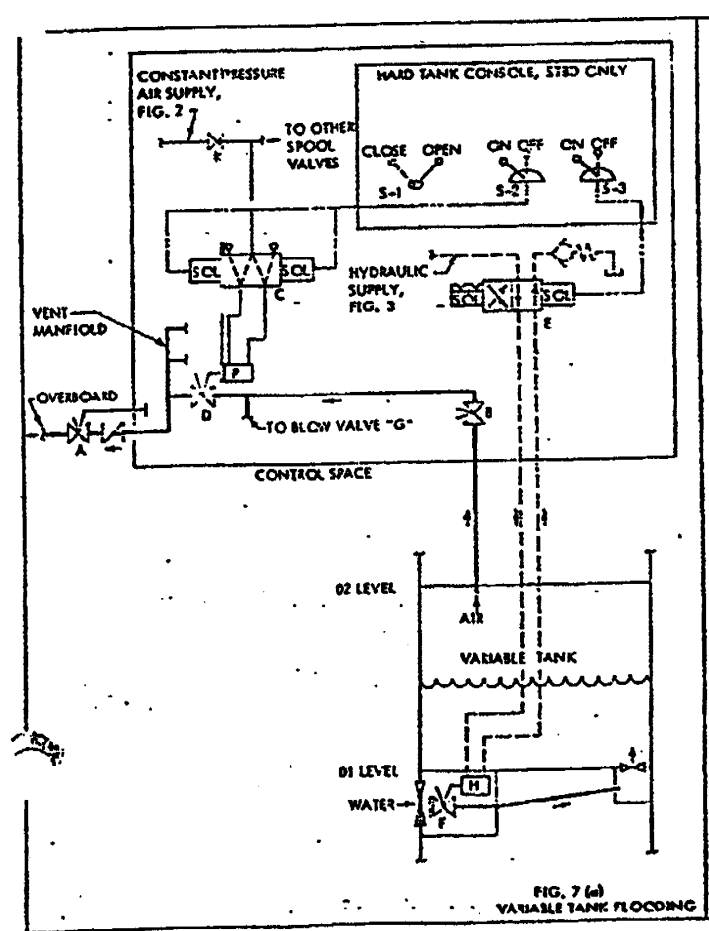 CONSTANT PRESSURE
AIR SUPPLY,
FIG. 2
TO OTHER
SPOOL
VALVES
HARD TANK CONSOLE, STBD ONLY
CLOSE OPEN
S-1
ON OFF
S-2
ON OFF
S-3
SOL
SOL
C
HYDRAULIC
SUPPLY,
FIG. 3
SOL
SOL
E
VENT
MANIFOLD
P
OVERBOARD
A
D
TO BLOW VALVE "G"
B
CONTROL SPACE
02 LEVEL
AIR
VARIABLE TANK
01 LEVEL
H
WATER
F
FIG. 7 (a)
VARIABLE TANK FLOODING